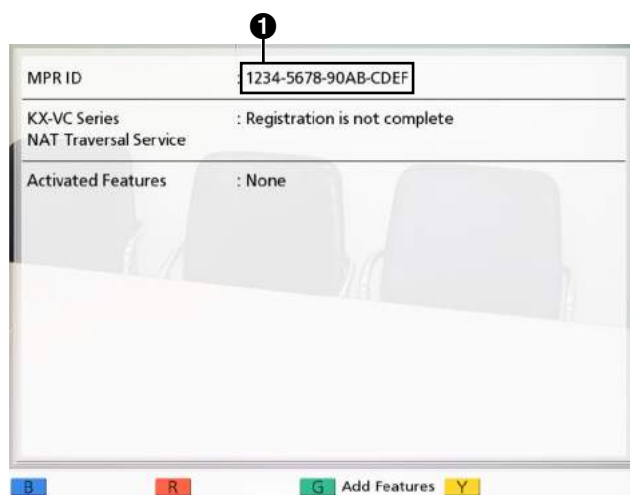 1
MPR ID : 1234-5678-90AB-CDEF
KX-VC Series : Registration is not complete
NAT Traversal Service
Activated Features : None
B R G Add Features Y